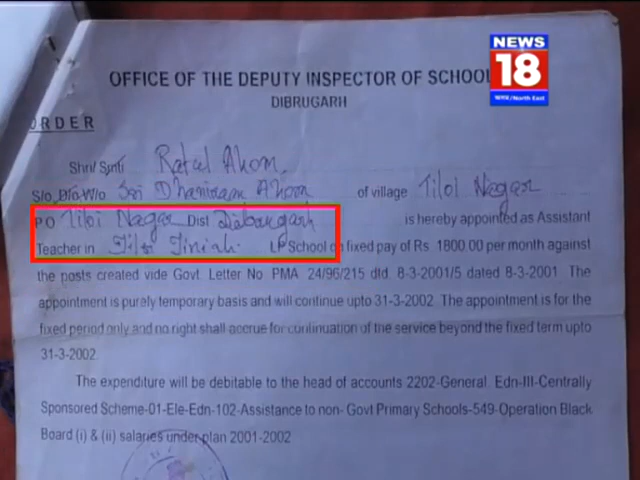 NEWS
18
আসাম/North East
OFFICE OF THE DEPUTY INSPECTOR OF SCHOOL
DIBRUGARH
ORDER
Shri/Smti Ratul Ahom
S/o D/o W/o Sri Dhaniram Ahom of village Tiloi Nagar
PO Tiloi Nagar Dist Dibrugarh is hereby appointed as Assistant
Teacher in LP School on fixed pay of Rs 1800.00 per month against
the posts created vide Govt. Letter No PMA 24/96/215 dtd. 8-3-2001/5 dated 8-3-2001. The
appointment is purely temporary basis and will continue upto 31-3-2002. The appointment is for the
fixed period only and no right shall accrue for continuation of the service beyond the fixed term upto
31-3-2002.
The expenditure will be debitable to the head of accounts 2202-General. Edn-III-Centrally
Sponsored Scheme-01-Ele-Edn-102-Assistance to non- Govt Primary Schools-549-Operation Black
Board (i) & (ii) salaries under plan 2001-2002